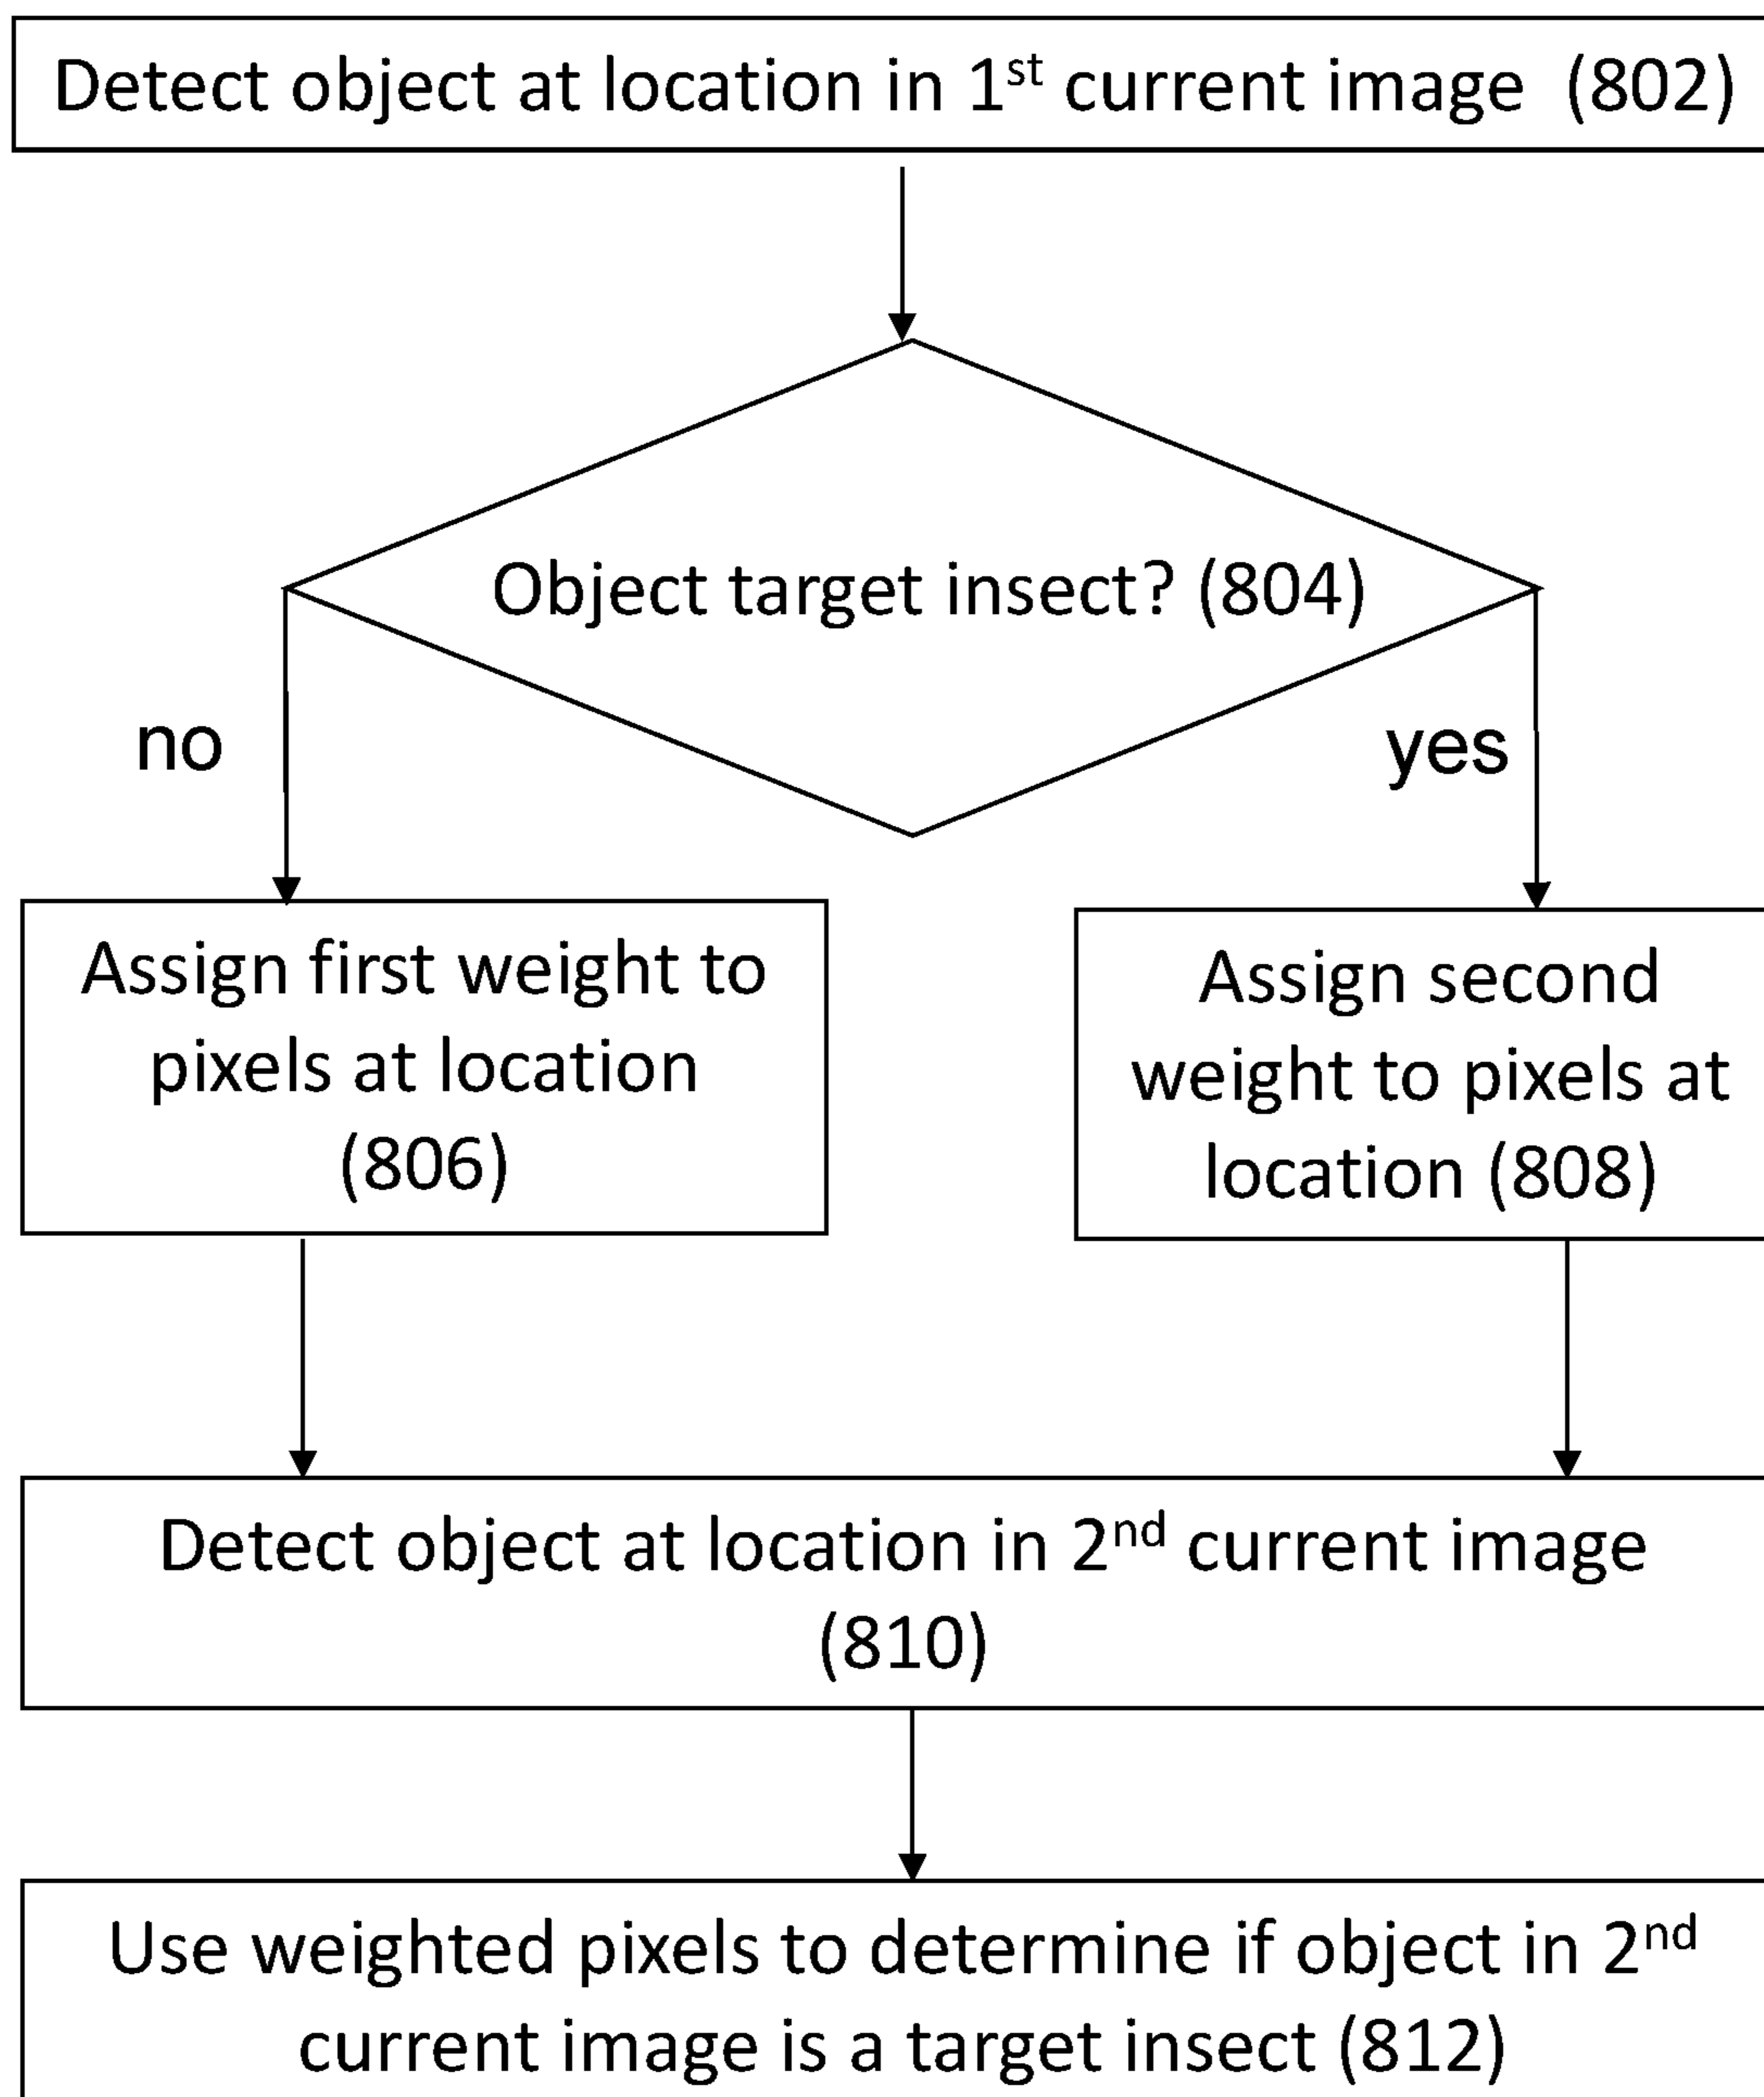 Detect object at location in 1st current image (802)
Object target insect? (804)
no
yes
Assign first weight to
pixels at location
(806)
Assign second
weight to pixels at
location (808)
Detect object at location in 2nd current image
(810)
Use weighted pixels to determine if object in 2nd
current image is a target insect (812)